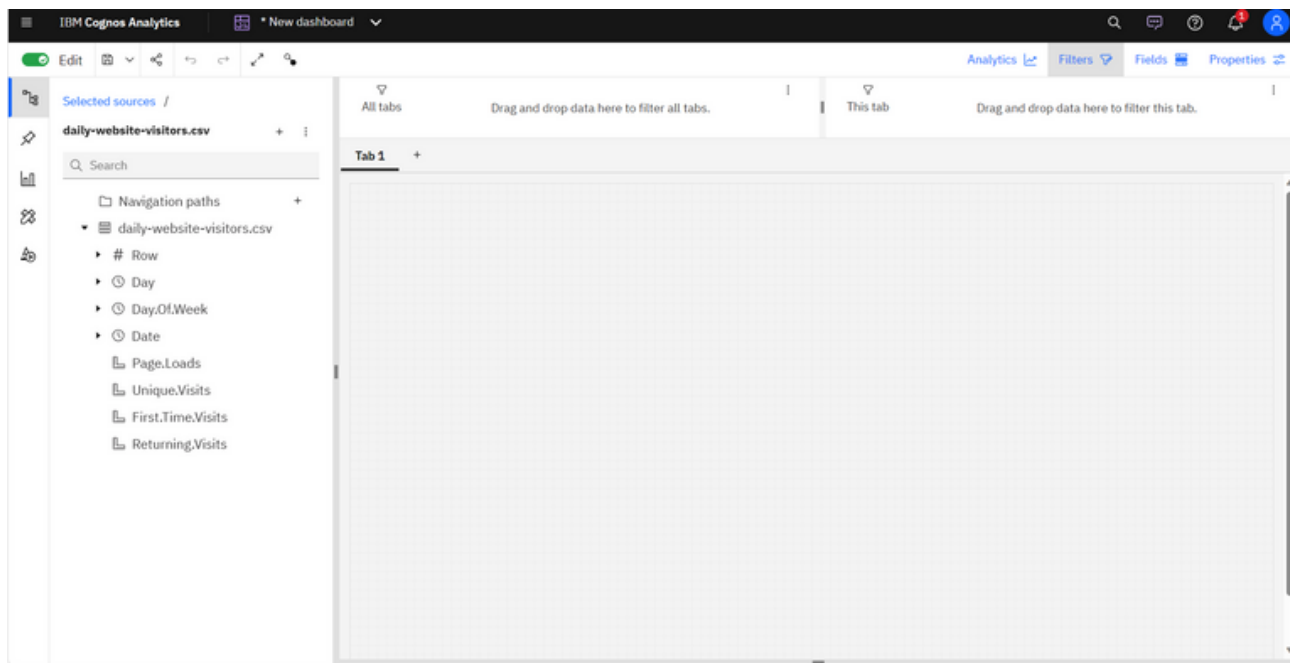 IBM Cognos Analytics
* New dashboard
1
Edit
Analytics
Filters
Fields
Properties
Selected sources /
daily-website-visitors.csv
Search
Navigation paths
daily-website-visitors.csv
# Row
Day
Day.Of.Week
Date
Page.Loads
Unique.Visits
First.Time.Visits
Returning.Visits
All tabs
Drag and drop data here to filter all tabs.
This tab
Drag and drop data here to filter this tab.
Tab 1